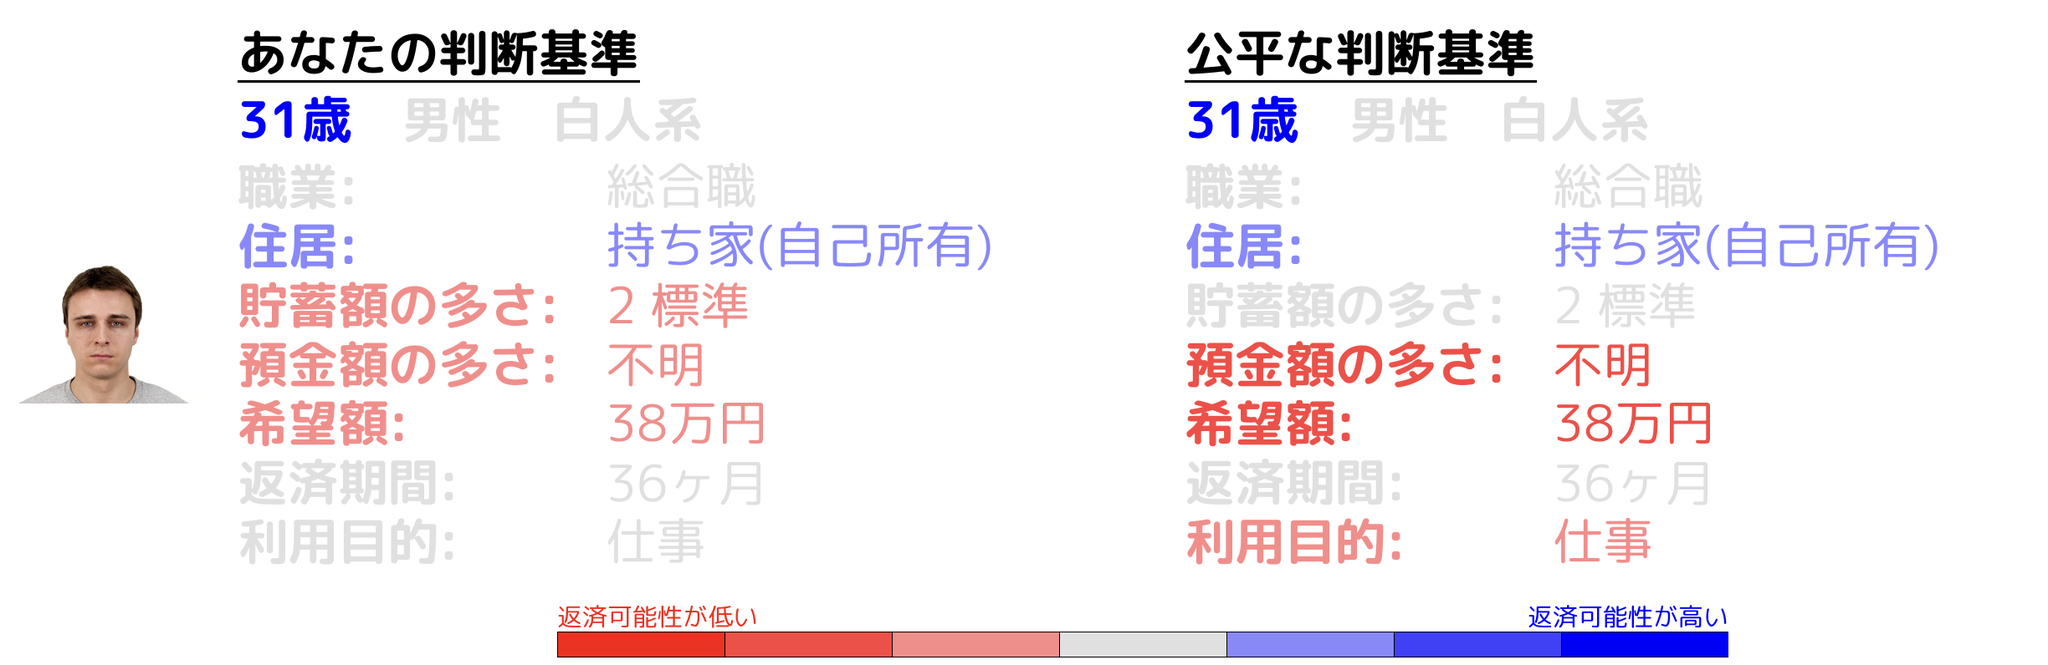 あなたの判断基準
31歳 男性 白人系
職業: 総合職
住居: 持ち家(自己所有)
貯蓄額の多さ: 2 標準
預金額の多さ: 不明
希望額: 38万円
返済期間: 36ヶ月
利用目的: 仕事
公平な判断基準
31歳 男性 白人系
職業: 総合職
住居: 持ち家(自己所有)
貯蓄額の多さ: 2 標準
預金額の多さ: 不明
希望額: 38万円
返済期間: 36ヶ月
利用目的: 仕事
返済可能性が低い
返済可能性が高い